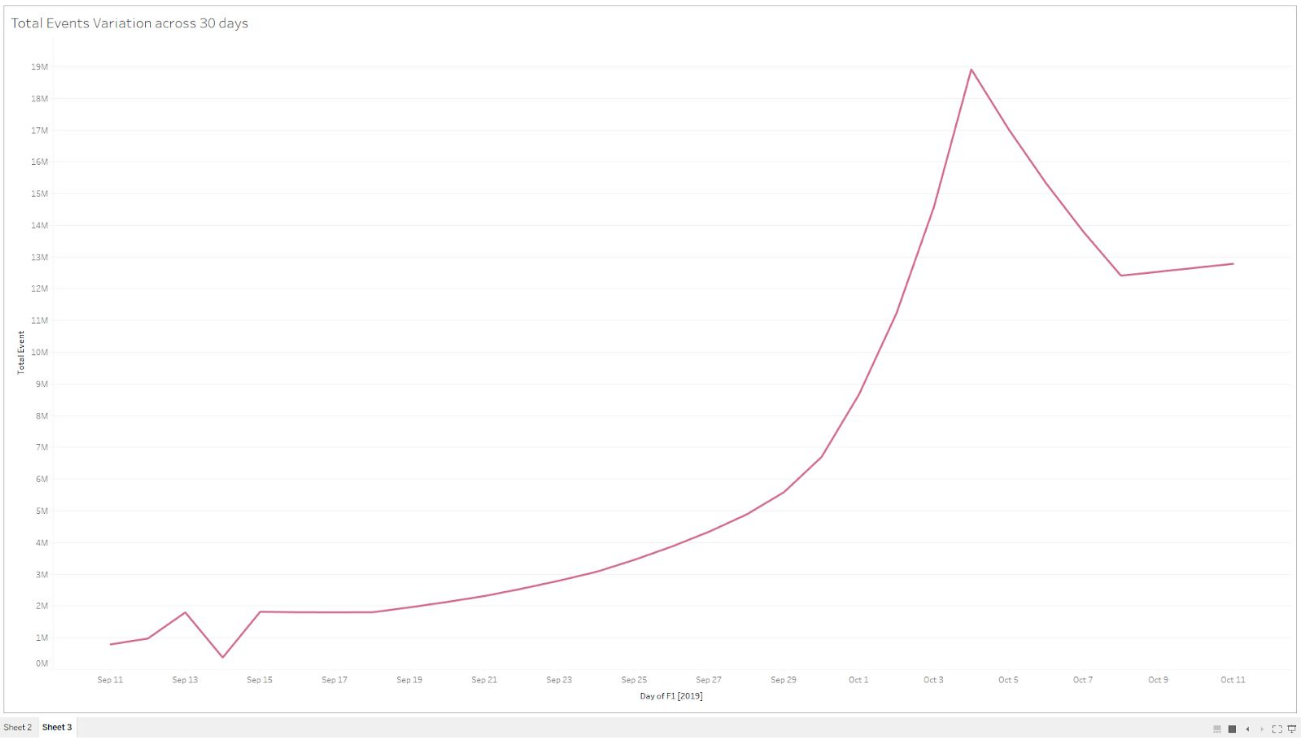 Total Events Variation across 30 days
19M
18M
17M
16M
15M
14M
13M
12M
11M
10M
9M
8M
7M
6M
5M
4M
3M
2M
1M
0M
Total Event
Sep 11 Sep 13 Sep 15 Sep 17 Sep 19 Sep 21 Sep 23 Sep 25 Sep 27 Sep 29 Oct 1 Oct 3 Oct 5 Oct 7 Oct 9 Oct 11
Day of F1 [2019]
Sheet 2 Sheet 3